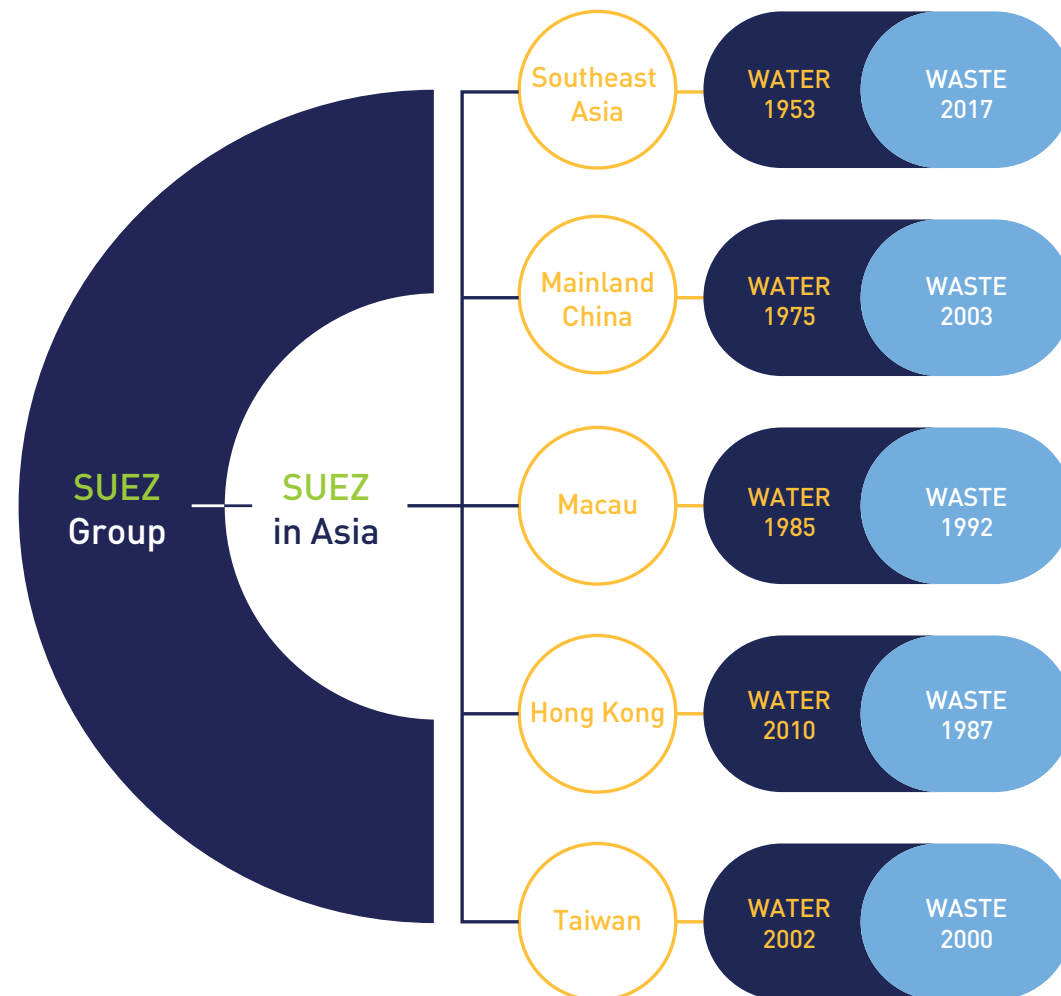 SUEZ
Group
SUEZ
in Asia
Southeast
Asia
WATER
1953
WASTE
2017
Mainland
China
WATER
1975
WASTE
2003
Macau
WATER
1985
WASTE
1992
Hong Kong
WATER
2010
WASTE
1987
Taiwan
WATER
2002
WASTE
2000